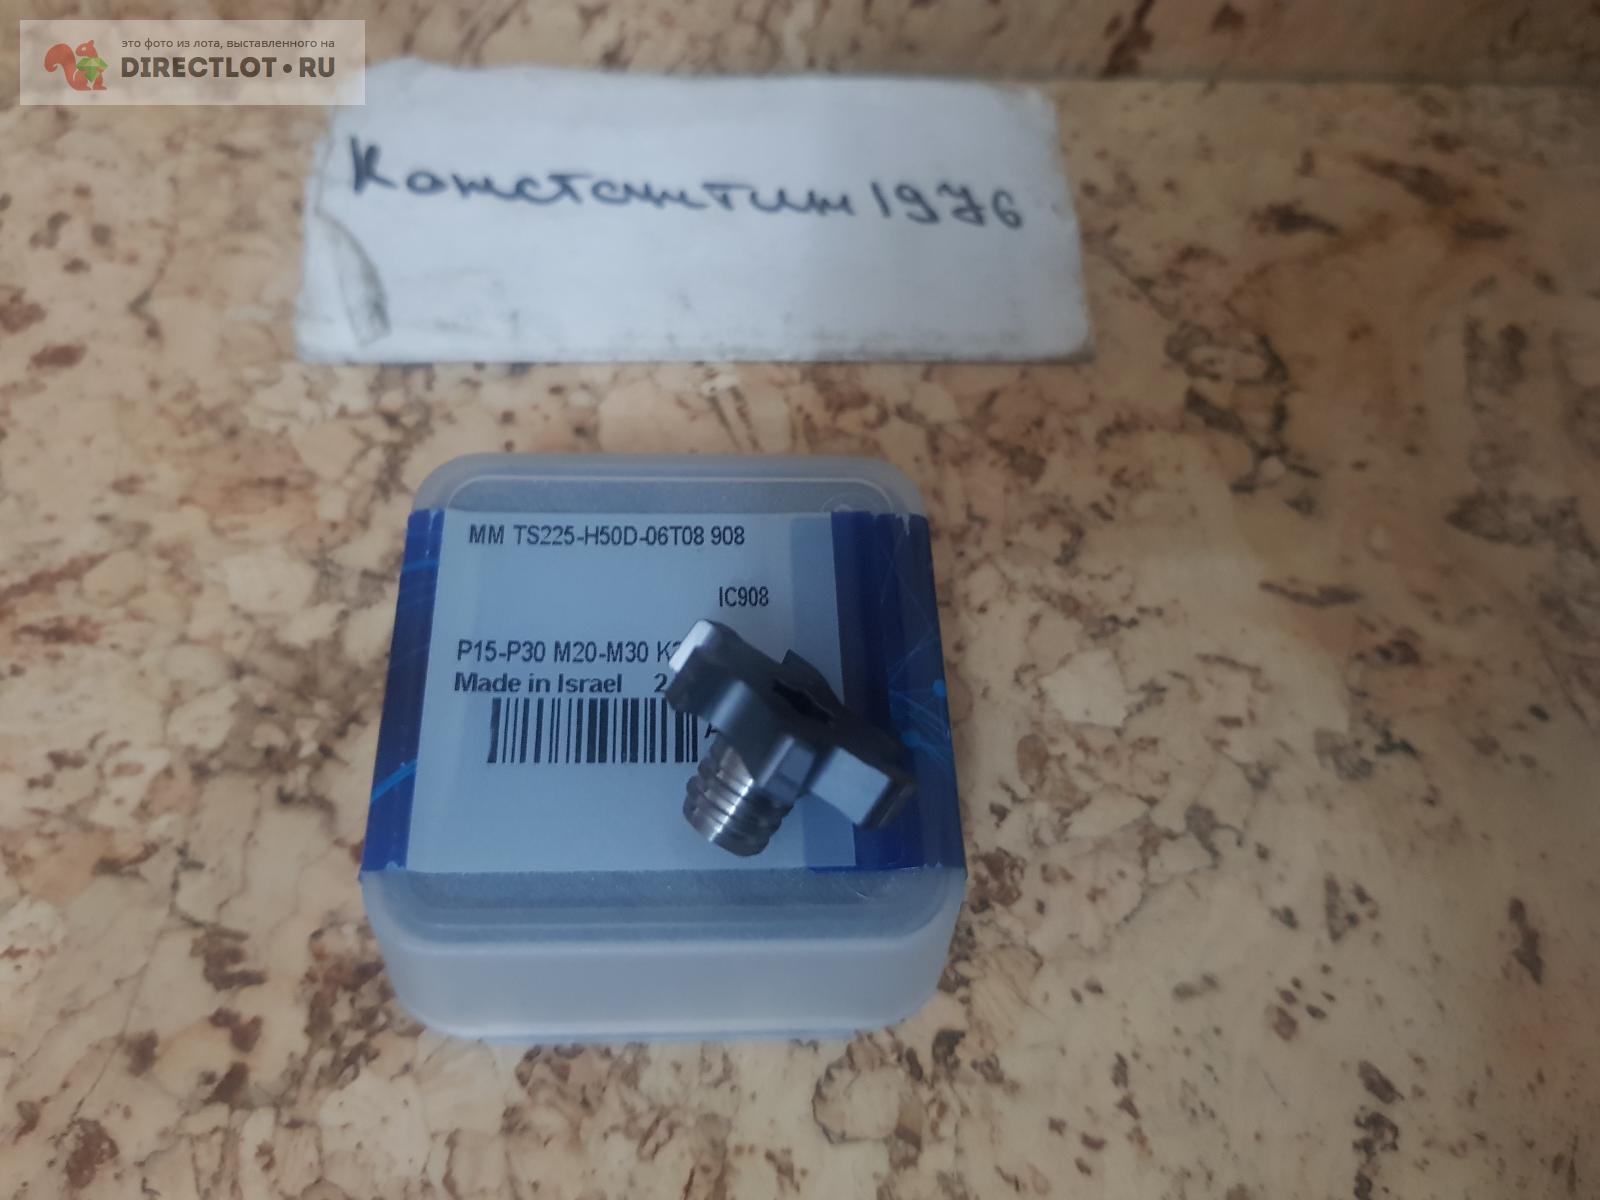 это фото из лота, выставленного на
DIRECTLOT.RU
Константин1976
MM TS225-H50D-06T08 908
IC908
P15-P30 M20-M30
Made in Israel